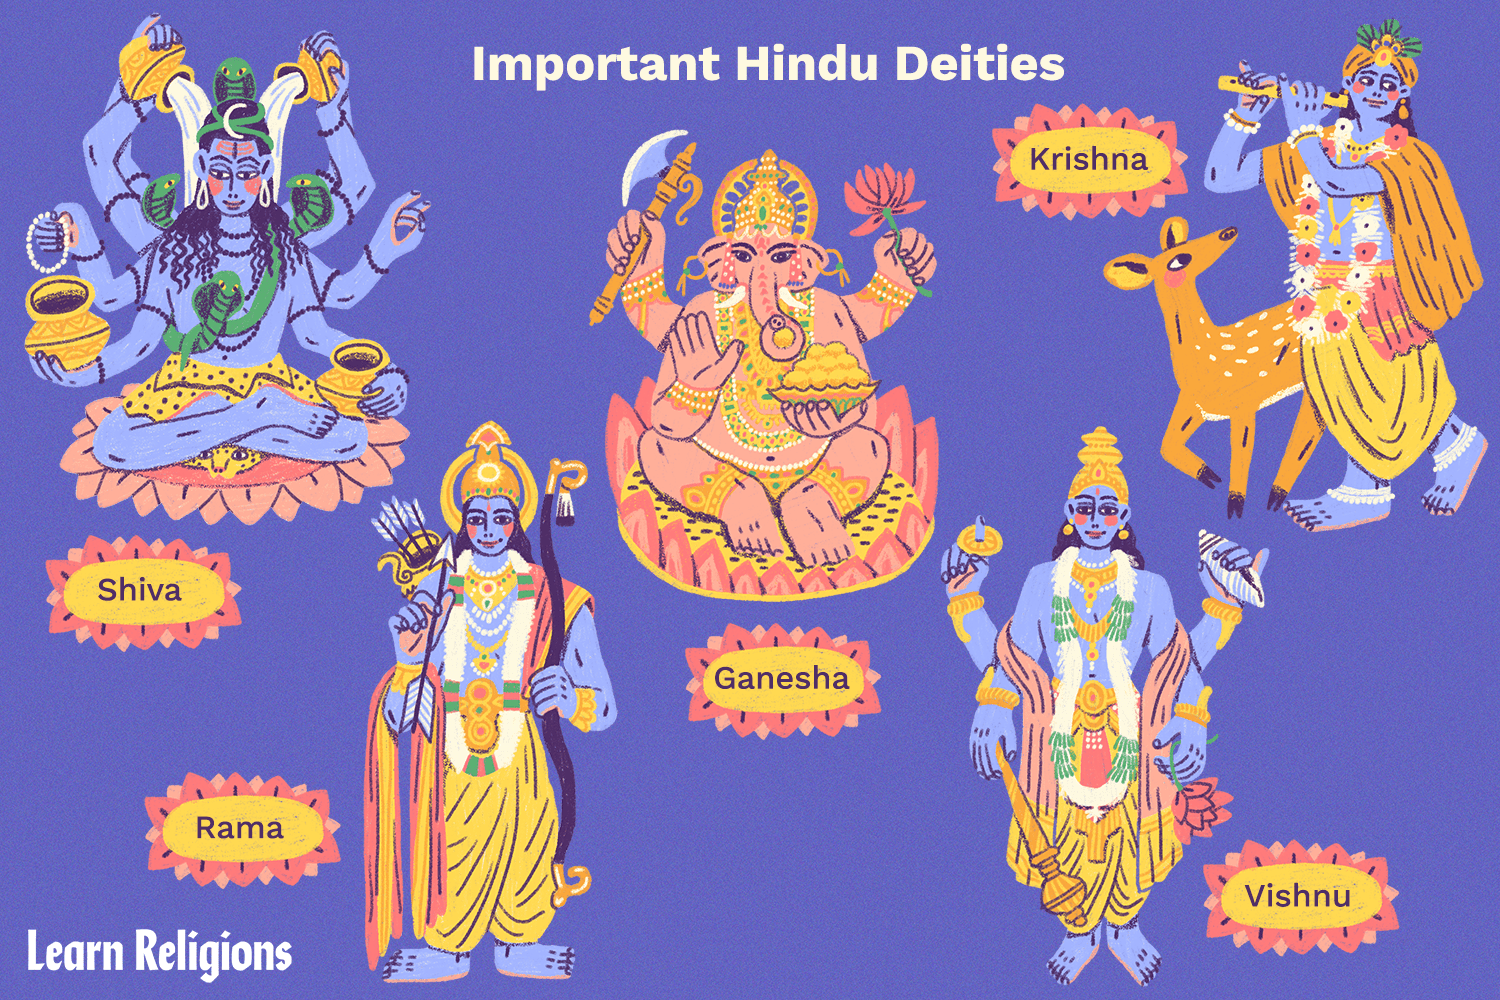 Important Hindu Deities
Krishna
Shiva
Ganesha
Rama
Vishnu
Learn Religions